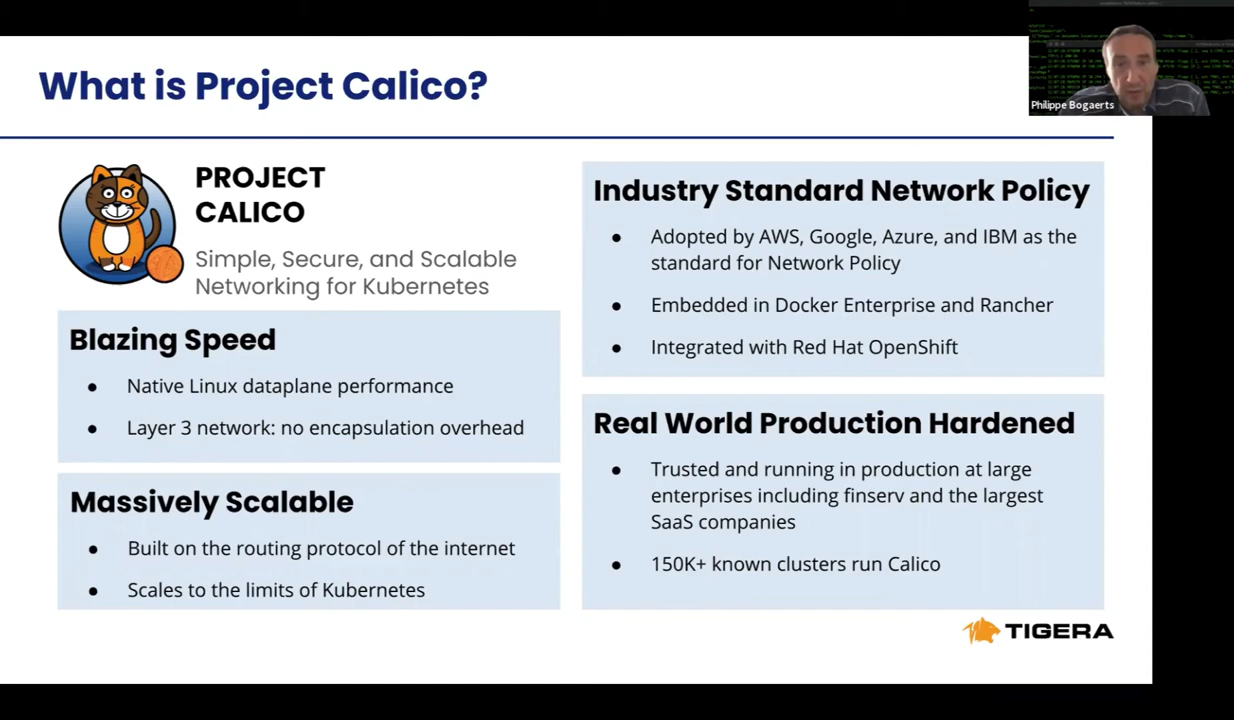 What is Project Calico?
Philippe Bogaerts
PROJECT
CALICO
Simple, Secure, and Scalable
Networking for Kubernetes
Blazing Speed
● Native Linux dataplane performance
● Layer 3 network: no encapsulation overhead
Massively Scalable
● Built on the routing protocol of the internet
● Scales to the limits of Kubernetes
Industry Standard Network Policy
● Adopted by AWS, Google, Azure, and IBM as the
standard for Network Policy
● Embedded in Docker Enterprise and Rancher
● Integrated with Red Hat OpenShift
Real World Production Hardened
● Trusted and running in production at large
enterprises including finserv and the largest
SaaS companies
● 150K+ known clusters run Calico
TIGERA